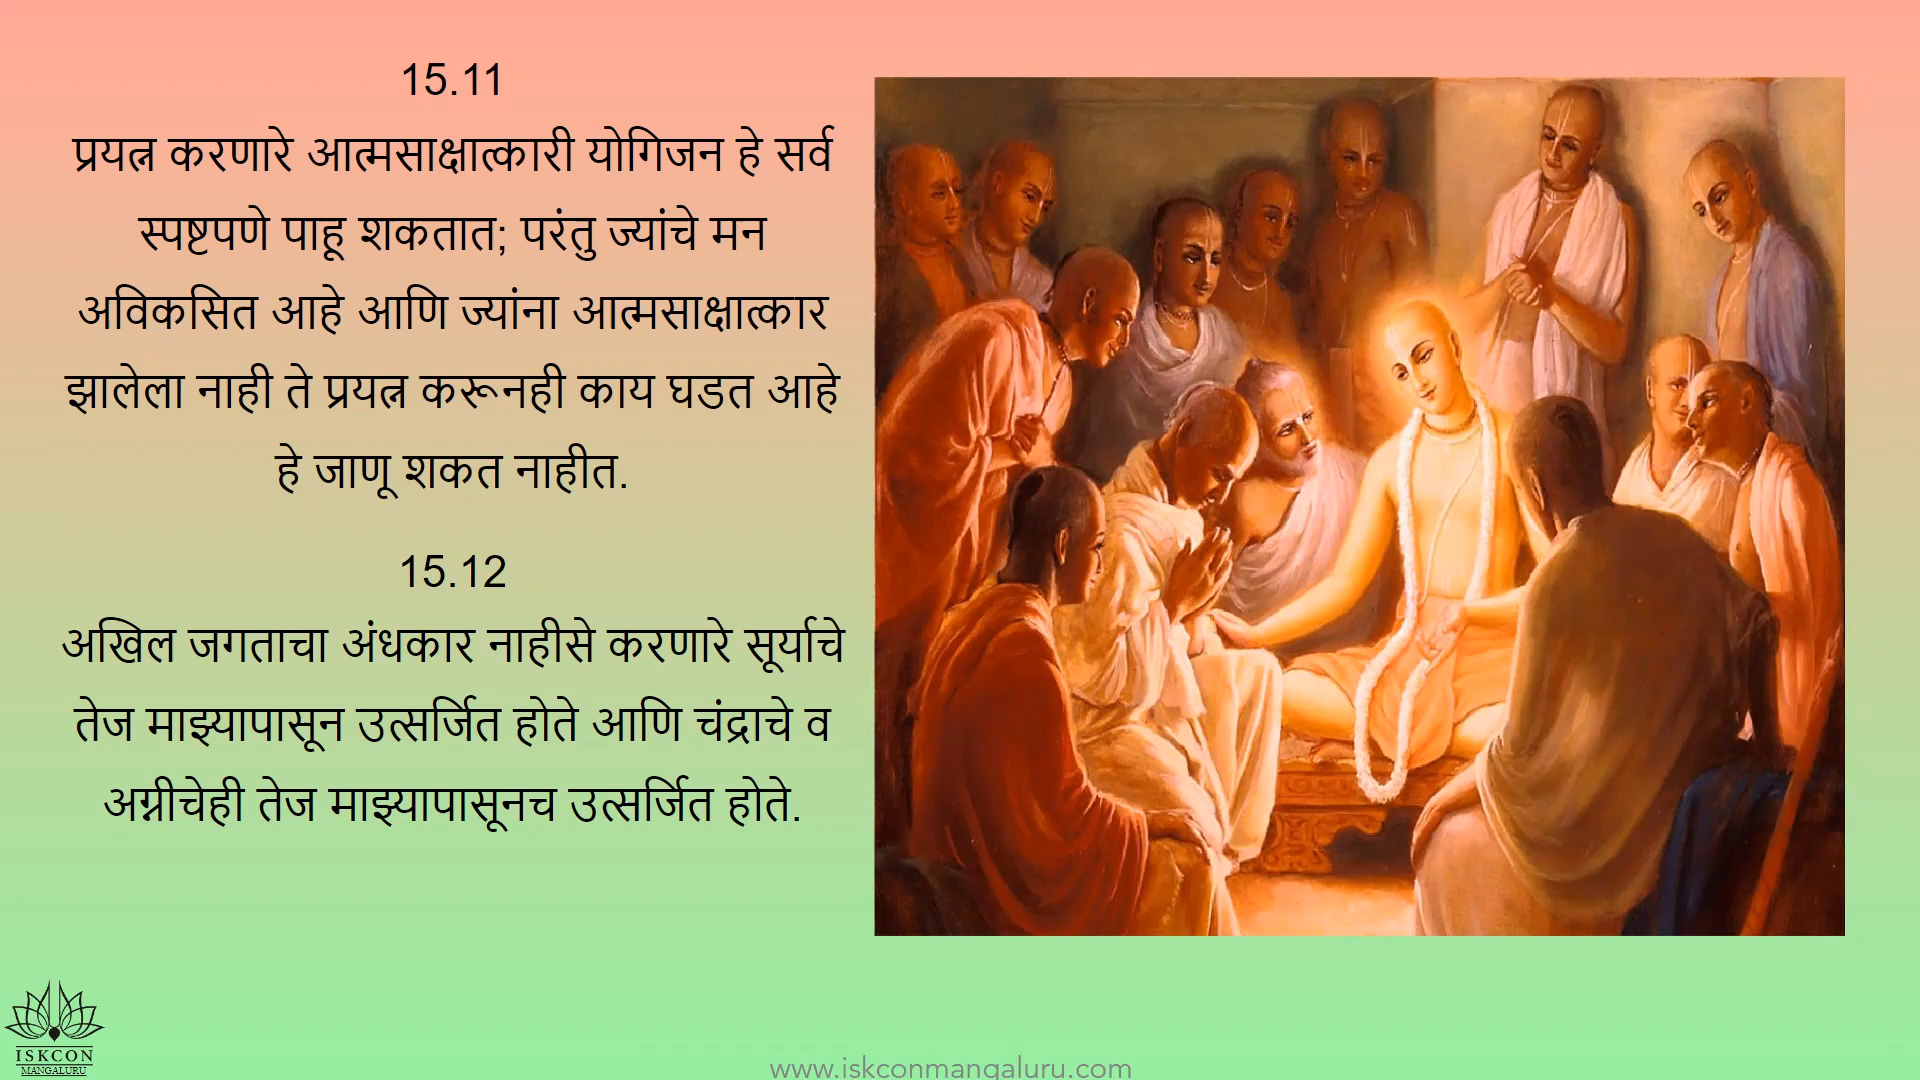 15.11
प्रयत्न करणारे आत्मसाक्षात्कारी योगिजन हे सर्व
स्पष्टपणे पाहू शकतात; परंतु ज्यांचे मन
अविकसित आहे आणि ज्यांना आत्मसाक्षात्कार
झालेला नाही ते प्रयत्न करूनही काय घडत आहे
हे जाणू शकत नाहीत.
15.12
अखिल जगताचा अंधकार नाहीसे करणारे सूर्याचे
तेज माझ्यापासून उत्सर्जित होते आणि चंद्राचे व
अग्नीचेही तेज माझ्यापासूनच उत्सर्जित होते.
ISKCON
MANGALURU
www.iskconmangaluru.com